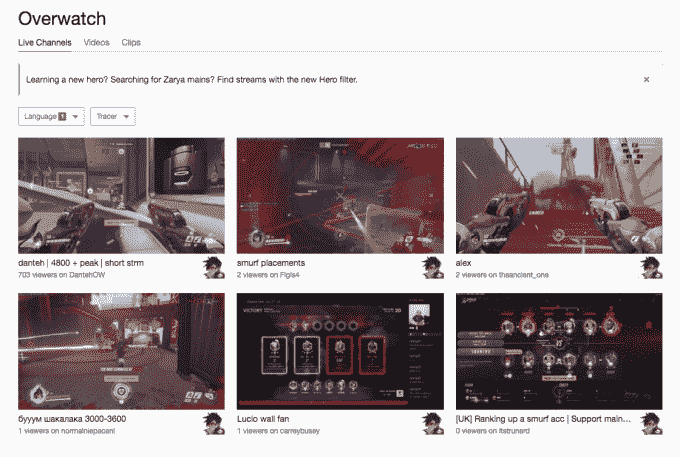 Overwatch
Live Channels Videos Clips
Learning a new hero? Searching for Zarya mains? Find streams with the new Hero filter.
Language 1 Tracer
danteh | 4800 + peak | short strm
703 viewers on DantehOW
smurf placements
2 viewers on Figis4
alex
2 viewers on thsancient_one
VICTORY
бууум шакалака 3000-3600
1 viewers on normalniepacani
Lucio wall fan
1 viewers on carreybusey
[UK] Ranking up a smurf acc | Support main...
0 viewers on itstrunerd